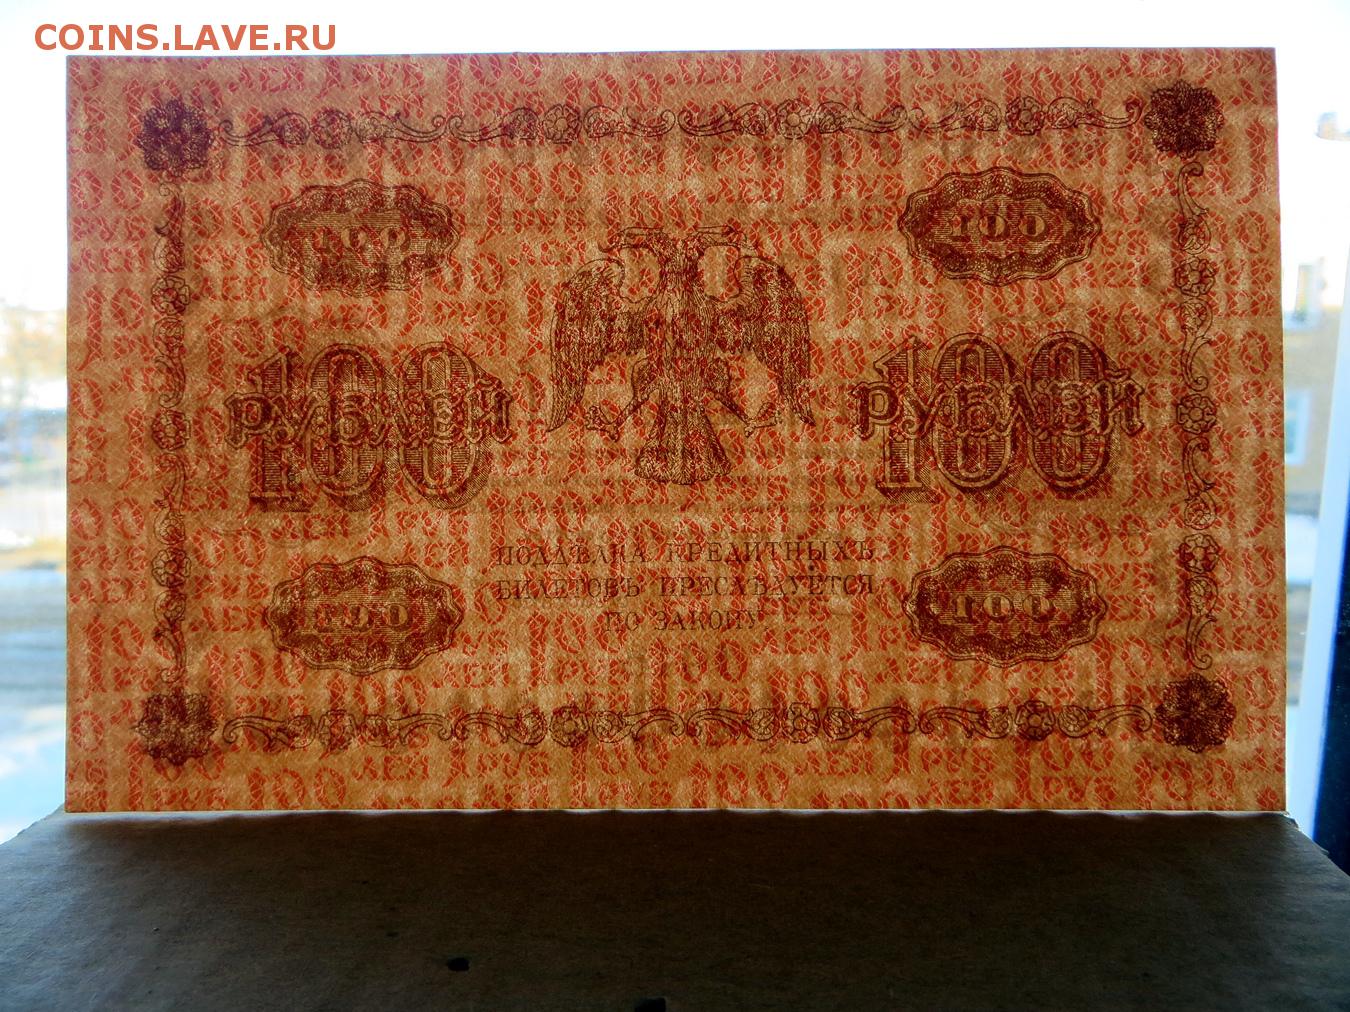 COINS.LAVE.RU
100 100
100 100
РУБЛЕЙ РУБЛЕЙ
ПОДДѢЛКА КРЕДИТНЫХЪ
БИЛЕТОВЪ ПРЕСЛѢДУЕТСЯ
ПО ЗАКОНУ
100 100